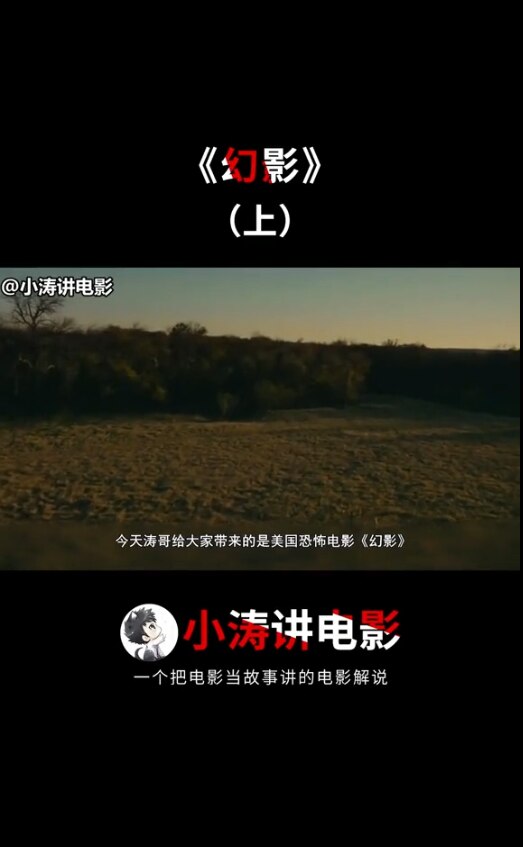 《幻影》
（上）
@小涛讲电影
今天涛哥给大家带来的是美国恐怖电影《幻影》
小涛讲电影
一个把电影当故事讲的电影解说